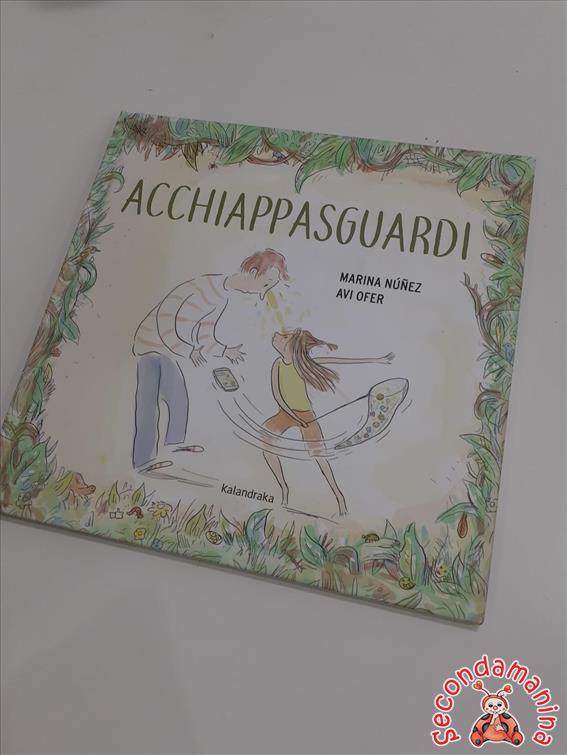 ACCHIAPPASGUARDI
MARINA NÚÑEZ
AVI OFER
Kalandraka
Secondamanina